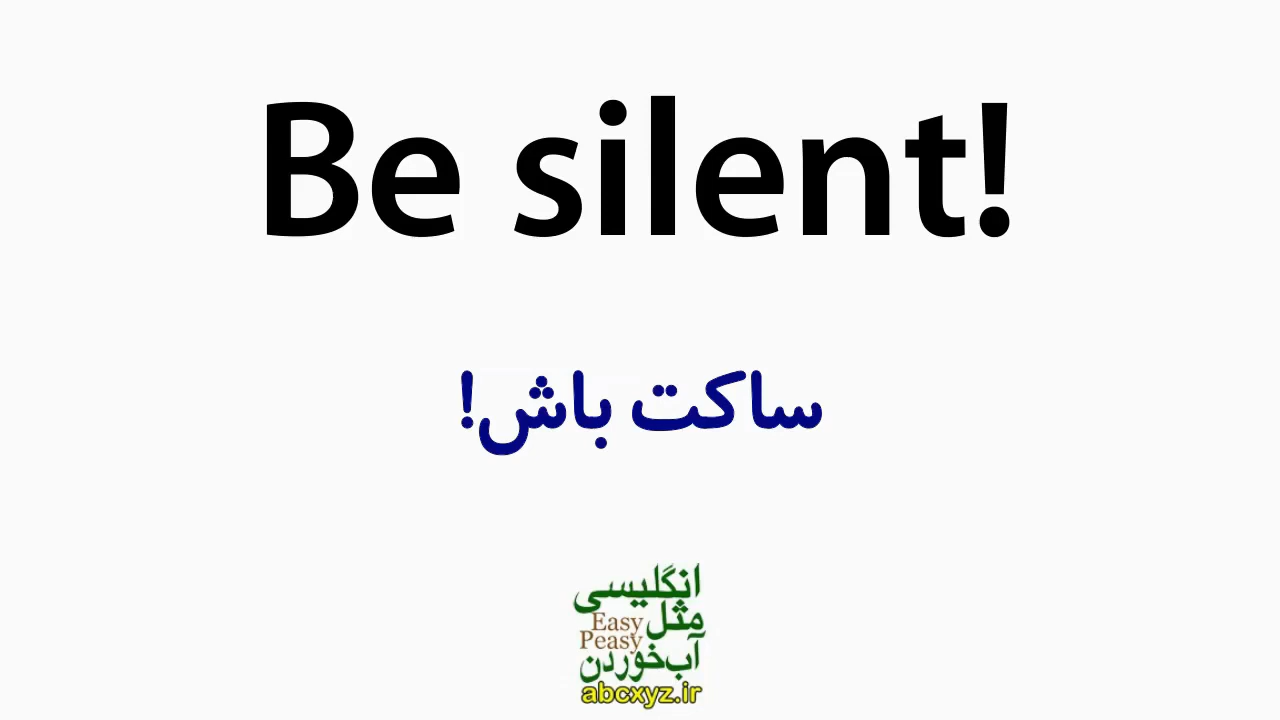 Be silent!
ساکت باش!
انگلیسی
مثل Easy
Peasy
آب‌خوردن
abcxyz.ir